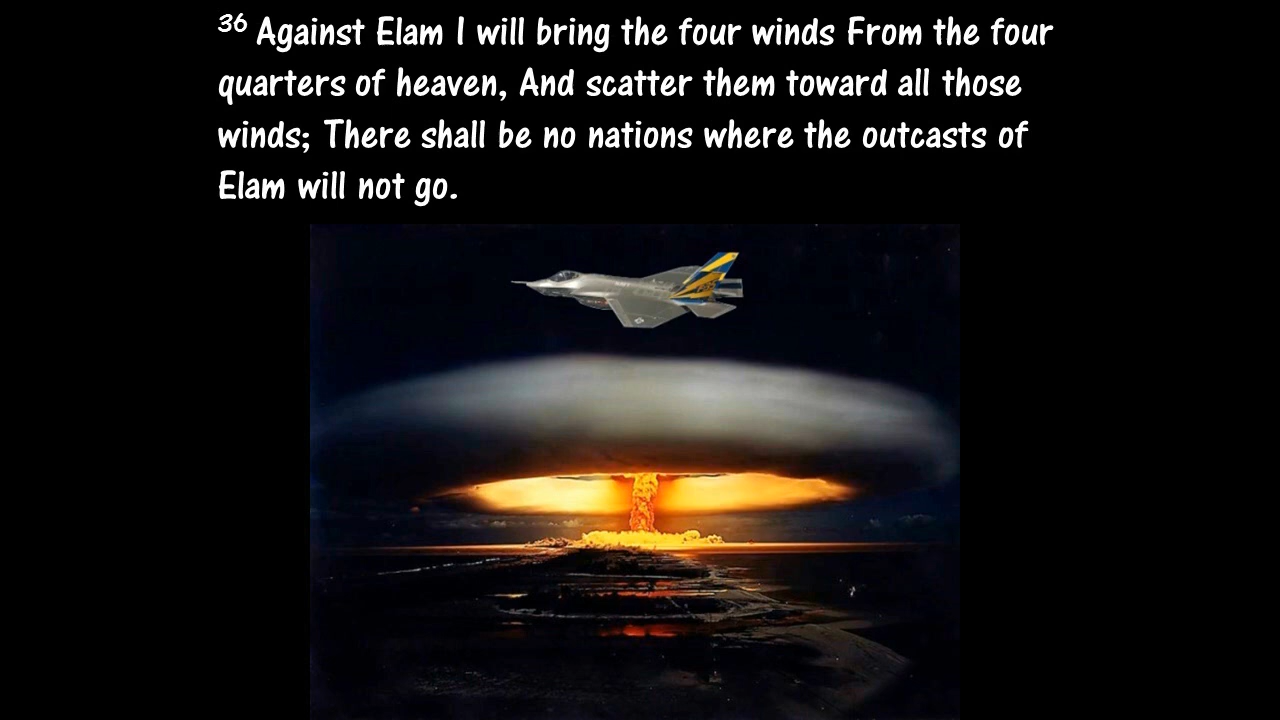 36 Against Elam I will bring the four winds From the four
quarters of heaven, And scatter them toward all those
winds; There shall be no nations where the outcasts of
Elam will not go.